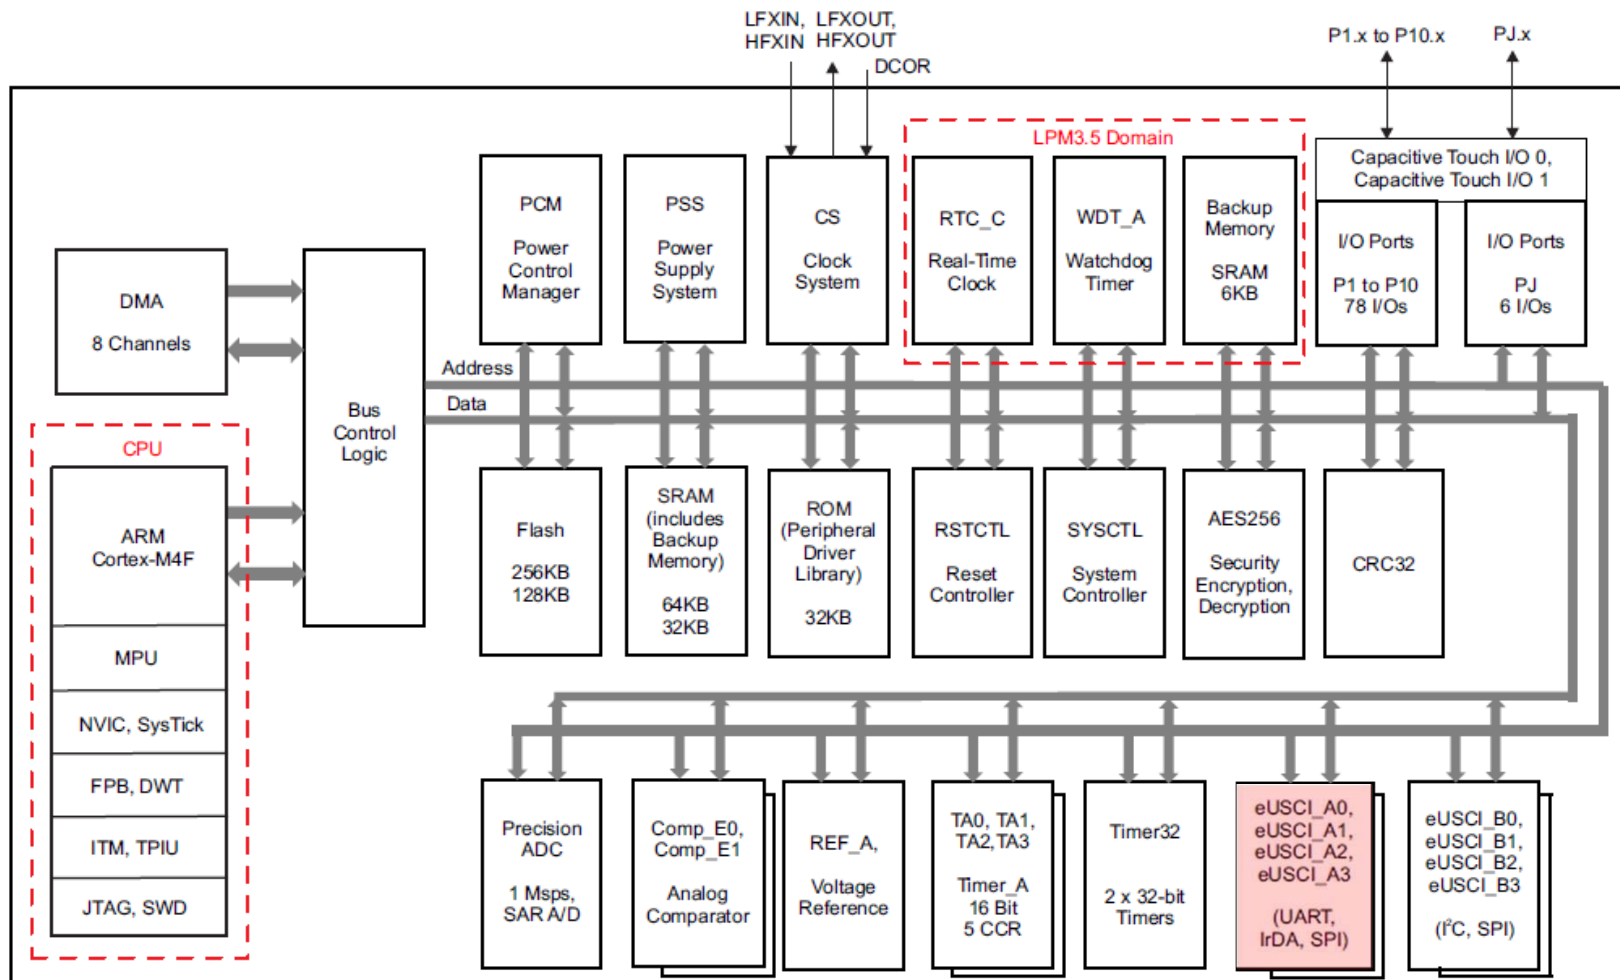 LFXIN,
HFXIN
LFXOUT,
HFXOUT
DCOR
P1.x to P10.x
PJ.x
LPM3.5 Domain
Capacitive Touch I/O 0,
Capacitive Touch I/O 1
PCM
Power
Control
Manager
PSS
Power
Supply
System
CS
Clock
System
RTC_C
Real-Time
Clock
WDT_A
Watchdog
Timer
Backup
Memory
SRAM
6KB
I/O Ports
P1 to P10
78 I/Os
I/O Ports
PJ
6 I/Os
DMA
8 Channels
Bus
Control
Logic
Address
Data
CPU
ARM
Cortex-M4F
MPU
NVIC, SysTick
FPB, DWT
ITM, TPIU
JTAG, SWD
Flash
256KB
128KB
SRAM
(includes
Backup
Memory)
64KB
32KB
ROM
(Peripheral
Driver
Library)
32KB
RSTCTL
Reset
Controller
SYSCTL
System
Controller
AES256
Security
Encryption,
Decryption
CRC32
Precision
ADC
1 Msps,
SAR A/D
Comp_E0,
Comp_E1
Analog
Comparator
REF_A,
Voltage
Reference
TA0, TA1,
TA2,TA3
Timer_A
16 Bit
5 CCR
Timer32
2 x 32-bit
Timers
eUSCI_A0,
eUSCI_A1,
eUSCI_A2,
eUSCI_A3
(UART,
IrDA, SPI)
eUSCI_B0,
eUSCI_B1,
eUSCI_B2,
eUSCI_B3
(I²C, SPI)